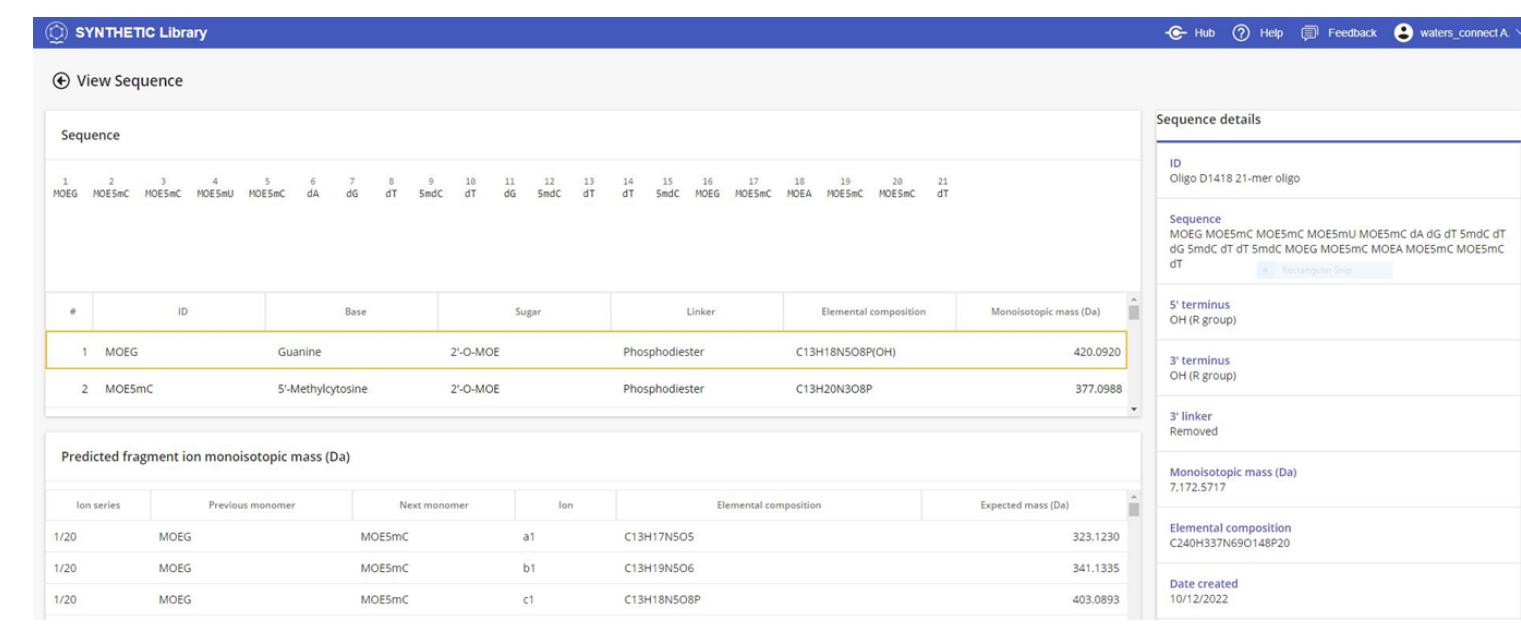 SYNTHETIC Library
Hub Help Feedback waters_connect A.
View Sequence
Sequence
1 2 3 4 5 6 7 8 9 10 11 12 13 14 15 16 17 18 19 20 21
MOEG MOE5mC MOE5mC MOE5mU MOE5mC dA dG dT 5mdC dT dG 5mdC dT dT 5mdC MOEG MOE5mC MOEA MOE5mC MOE5mC dT
# ID Base Sugar Linker Elemental composition Monoisotopic mass (Da)
1 MOEG Guanine 2'-O-MOE Phosphodiester C13H18N5O8P(OH) 420.0920
2 MOE5mC 5'-Methylcytosine 2'-O-MOE Phosphodiester C13H20N3O8P 377.0988
Predicted fragment ion monoisotopic mass (Da)
Ion series Previous monomer Next monomer Ion Elemental composition Expected mass (Da)
1/20 MOEG MOE5mC a1 C13H17N5O5 323.1230
1/20 MOEG MOE5mC b1 C13H19N5O6 341.1335
1/20 MOEG MOE5mC c1 C13H18N5O8P 403.0893
Sequence details
ID
Oligo D1418 21-mer oligo
Sequence
MOEG MOE5mC MOE5mC MOE5mU MOE5mC dA dG dT 5mdC dT
dG 5mdC dT dT 5mdC MOEG MOE5mC MOEA MOE5mC MOE5mC
dT
Rectangular Snip
5' terminus
OH (R group)
3' terminus
OH (R group)
3' linker
Removed
Monoisotopic mass (Da)
7,172.5717
Elemental composition
C240H337N69O148P20
Date created
10/12/2022